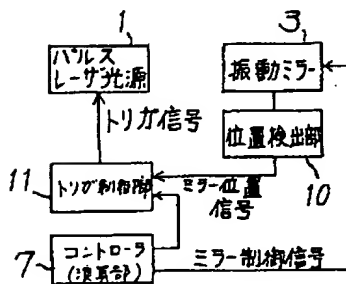 1
パルス
レーザ光源
3
振動ミラー
トリガ信号
位置検出部
11
トリガ制御部
ミラー位置
信号
10
7
コントローラ
(演算部)
ミラー制御信号